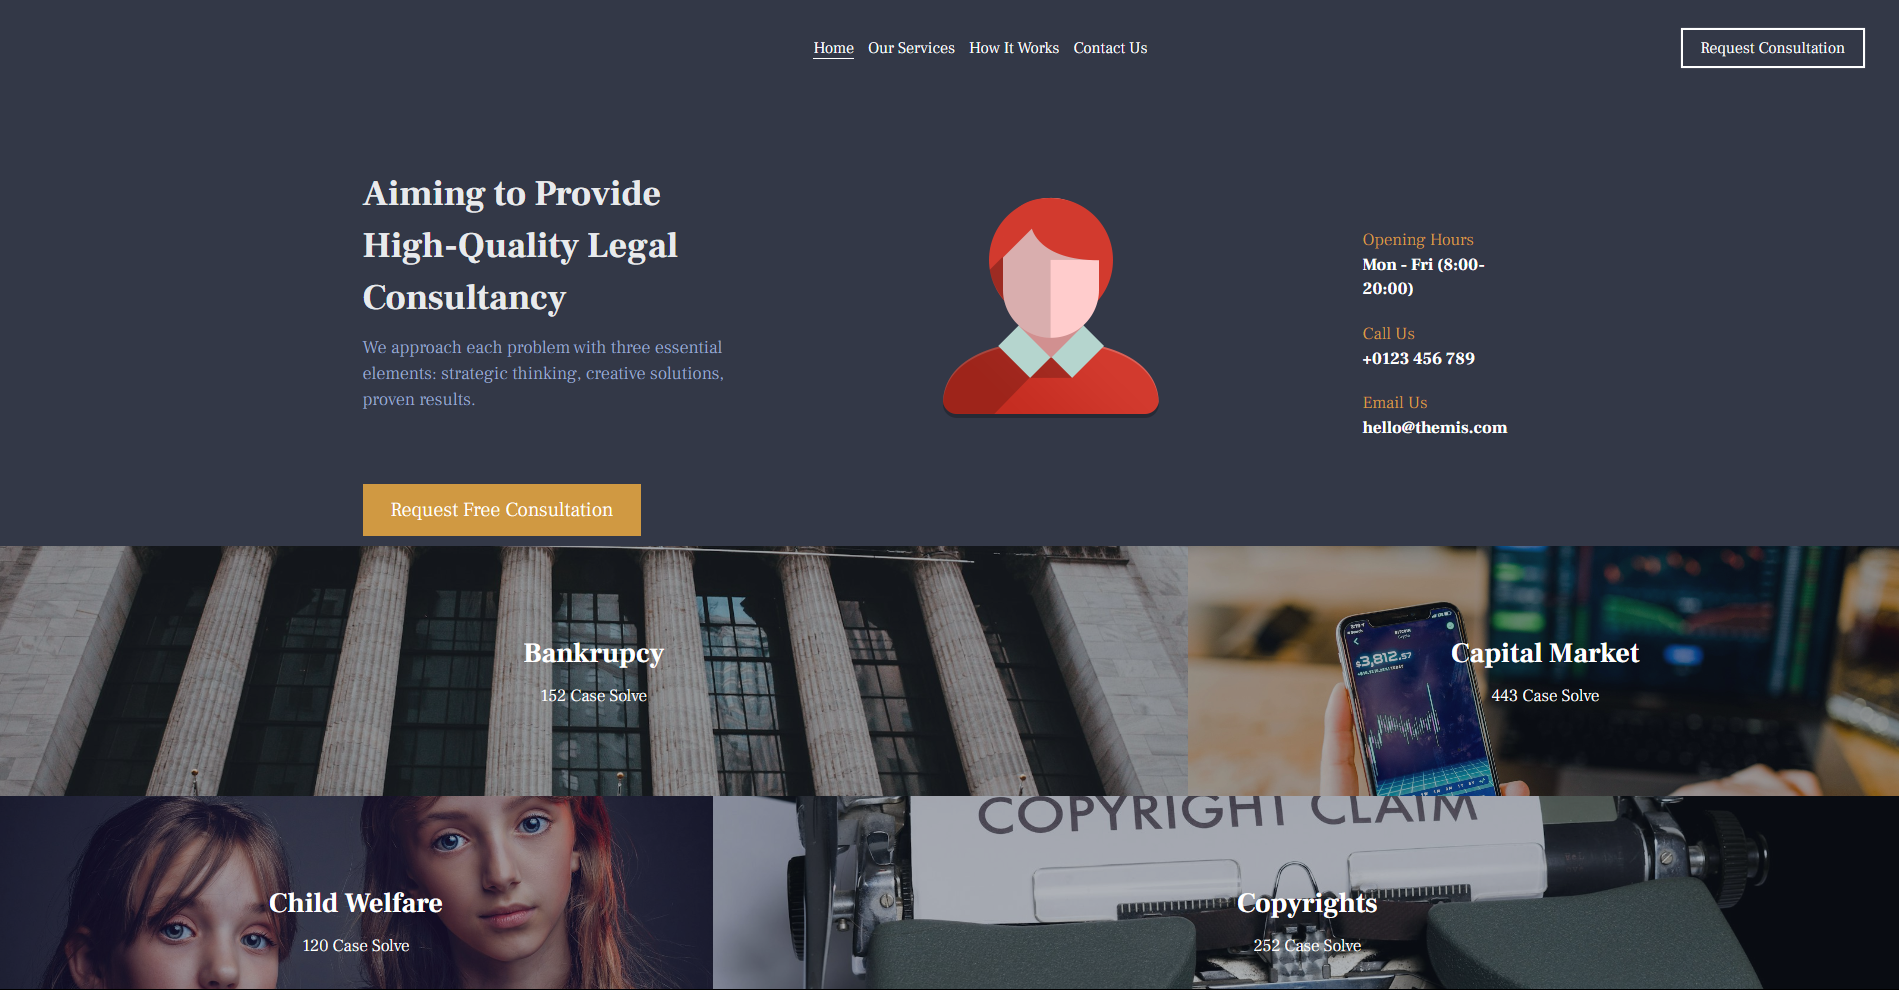 Home Our Services How It Works Contact Us
Request Consultation
Aiming to Provide
High-Quality Legal
Consultancy
We approach each problem with three essential
elements: strategic thinking, creative solutions,
proven results.
Request Free Consultation
Opening Hours
Mon - Fri (8:00-
20:00)
Call Us
+0123 456 789
Email Us
hello@themis.com
Bankrupcy
152 Case Solve
$3,812.57
Capital Market
443 Case Solve
Child Welfare
120 Case Solve
COPYRIGHT CLAIM
Copyrights
252 Case Solve